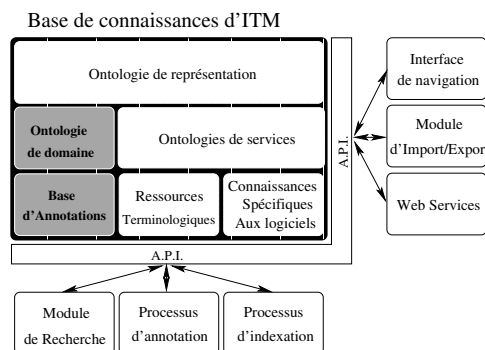 Base de connaissances d'ITM
Ontologie de représentation
Ontologie
de domaine
Ontologies de services
Base
d'Annotations
Ressources
Terminologiques
Connaissances
Spécifiques
Aux logiciels
A.P.I.
A.P.I.
Interface
de navigation
Module
d'Import/Export
Web Services
Module
de Recherche
Processus
d'annotation
Processus
d'indexation